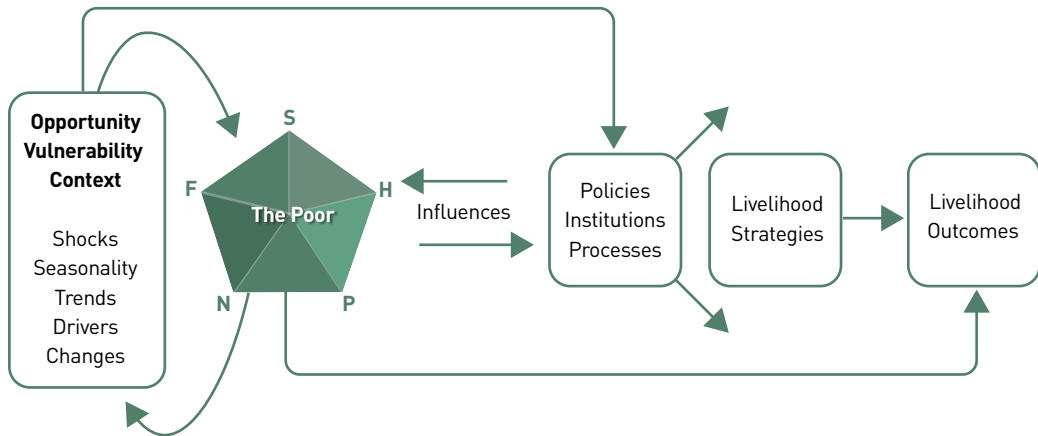 Opportunity
Vulnerability
Context
Shocks
Seasonality
Trends
Drivers
Changes
S
F
H
The Poor
N
P
Influences
Policies
Institutions
Processes
Livelihood
Strategies
Livelihood
Outcomes